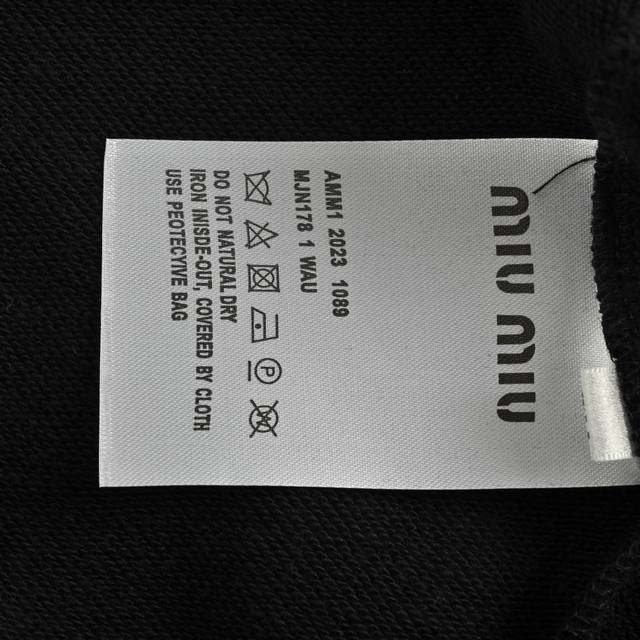 MIU MIU
AMM1 2023 1089
MJN178 1 WAU
P
W
DO NOT NATURAL DRY
IRON INSIDE-OUT, COVERED BY CLOTH
USE PEOTECTIVE BAG